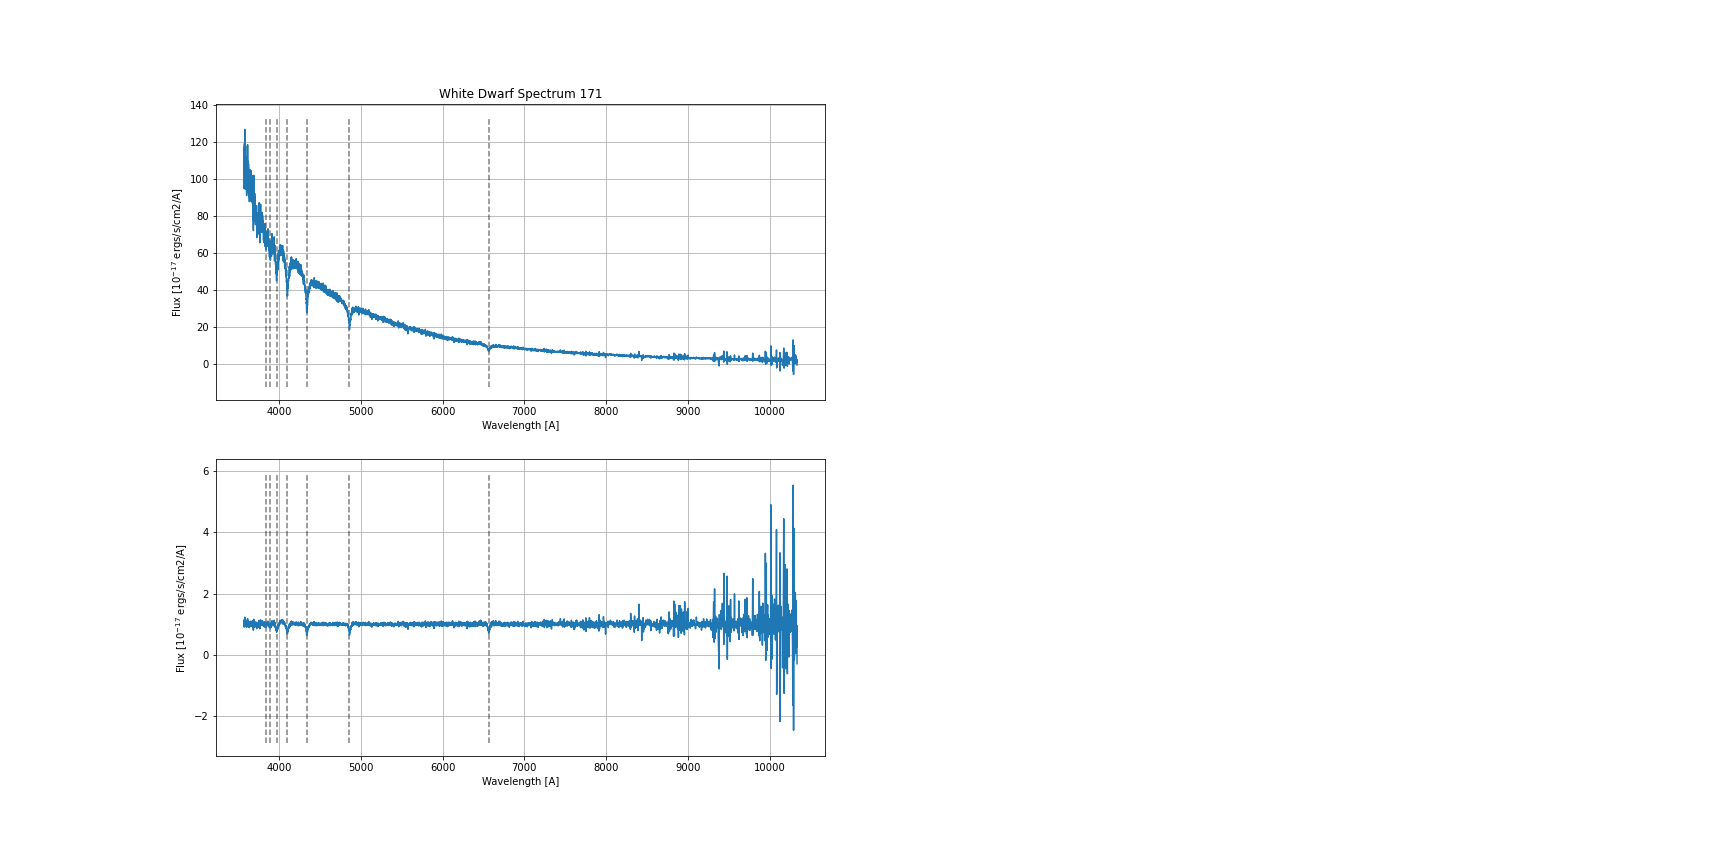 White Dwarf Spectrum 171
Flux [10⁻¹⁷ ergs/s/cm2/A]
140
120
100
80
60
40
20
0
4000 5000 6000 7000 8000 9000 10000
Wavelength [A]
Flux [10⁻¹⁷ ergs/s/cm2/A]
6
4
2
0
−2
4000 5000 6000 7000 8000 9000 10000
Wavelength [A]